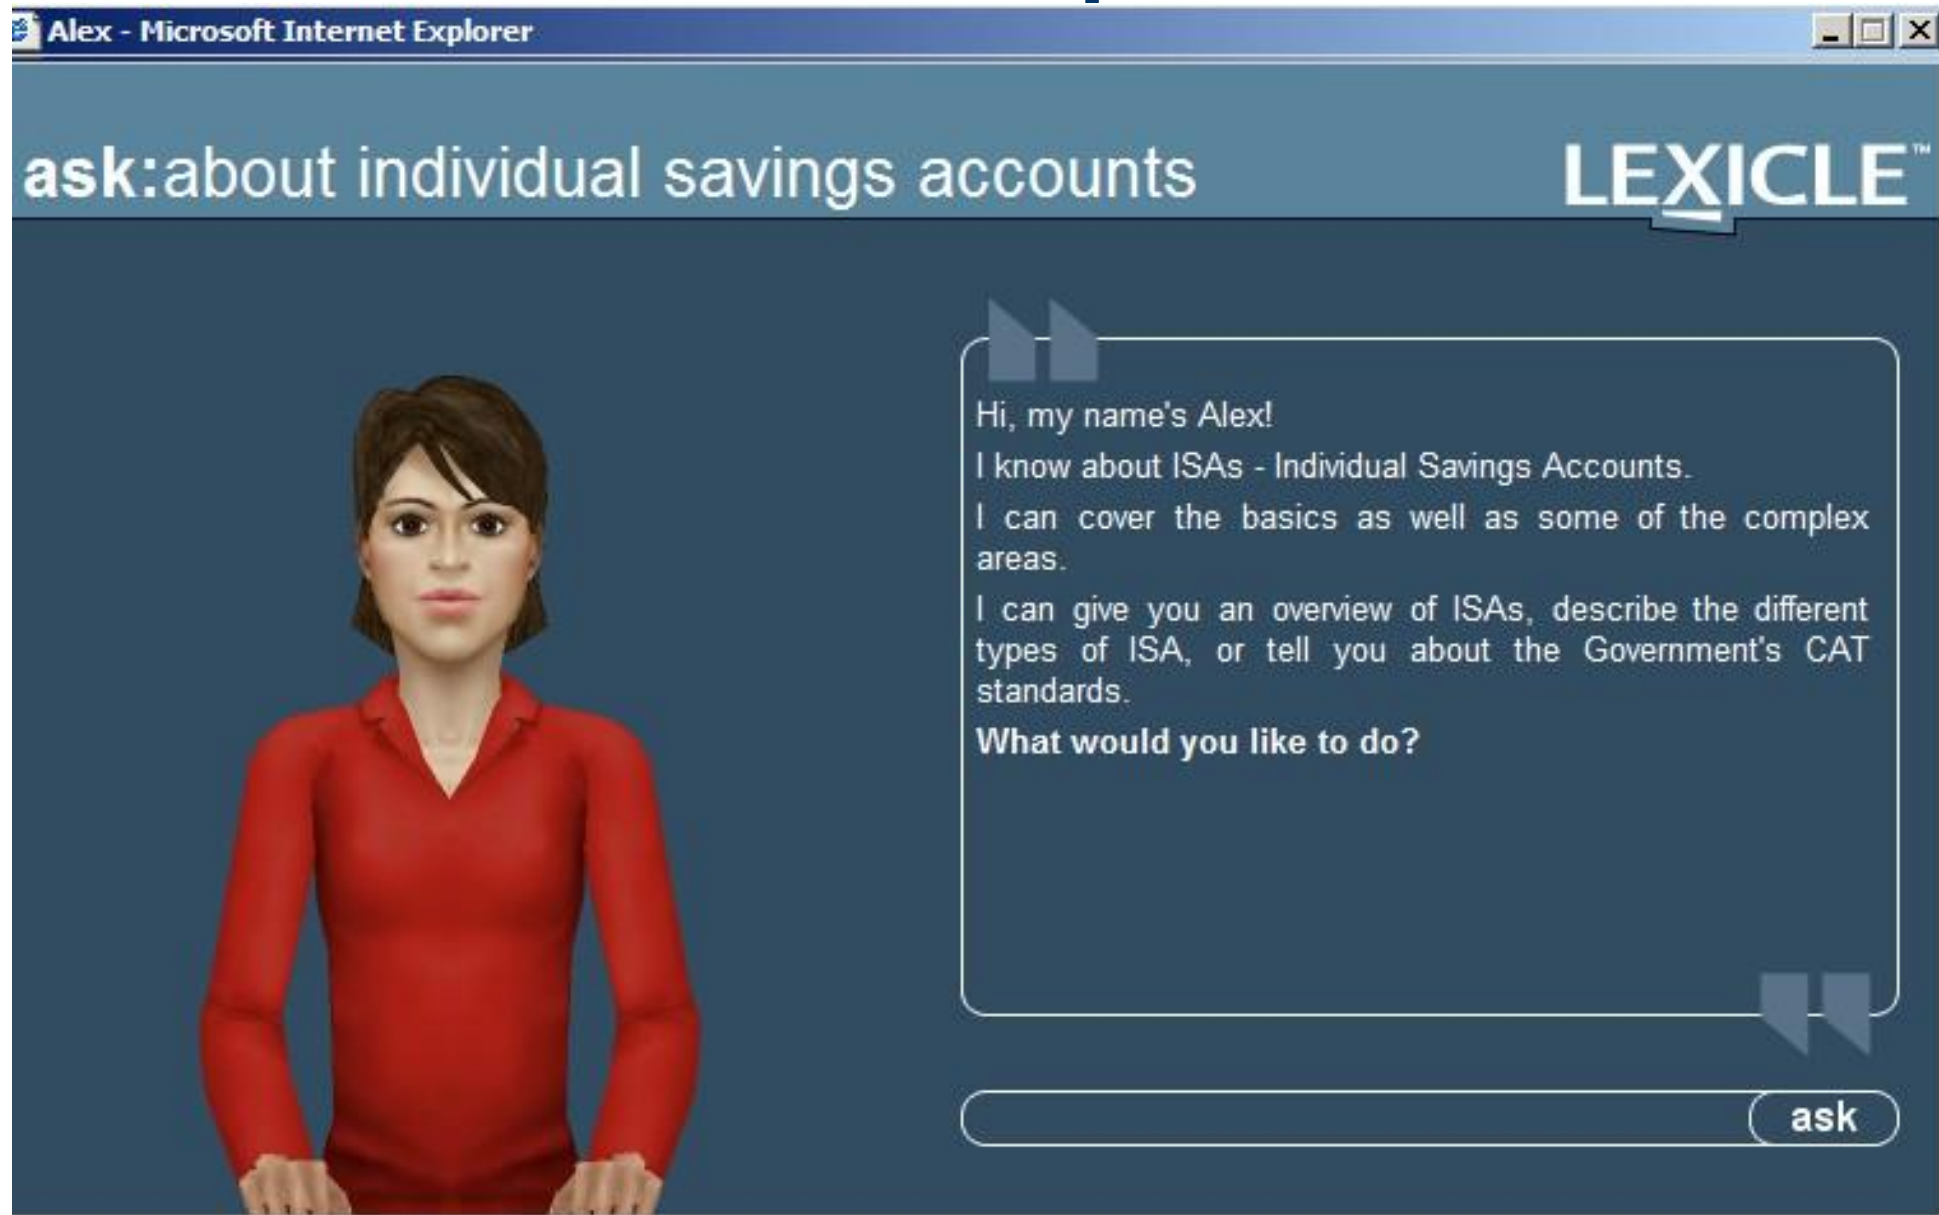 Alex - Microsoft Internet Explorer
ask:about individual savings accounts
LEXICLE™
Hi, my name's Alex!
I know about ISAs - Individual Savings Accounts.
I can cover the basics as well as some of the complex
areas.
I can give you an overview of ISAs, describe the different
types of ISA, or tell you about the Government's CAT
standards.
What would you like to do?
ask